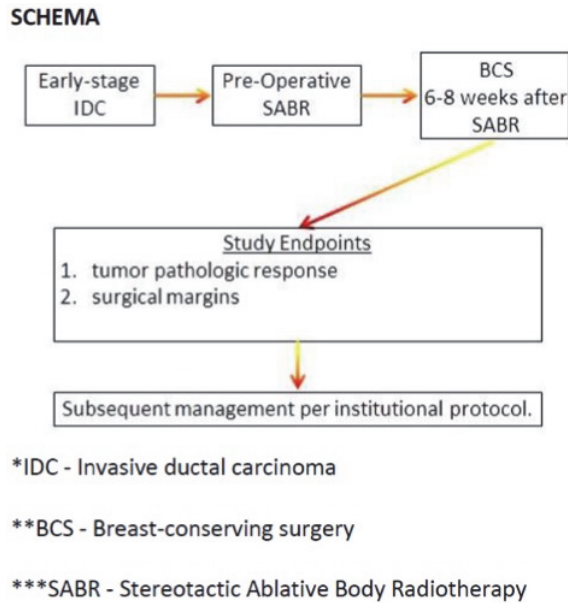 SCHEMA
Early-stage
IDC
Pre-Operative
SABR
BCS
6-8 weeks after
SABR
Study Endpoints
1. tumor pathologic response
2. surgical margins
Subsequent management per institutional protocol.
*IDC - Invasive ductal carcinoma
**BCS - Breast-conserving surgery
***SABR - Stereotactic Ablative Body Radiotherapy